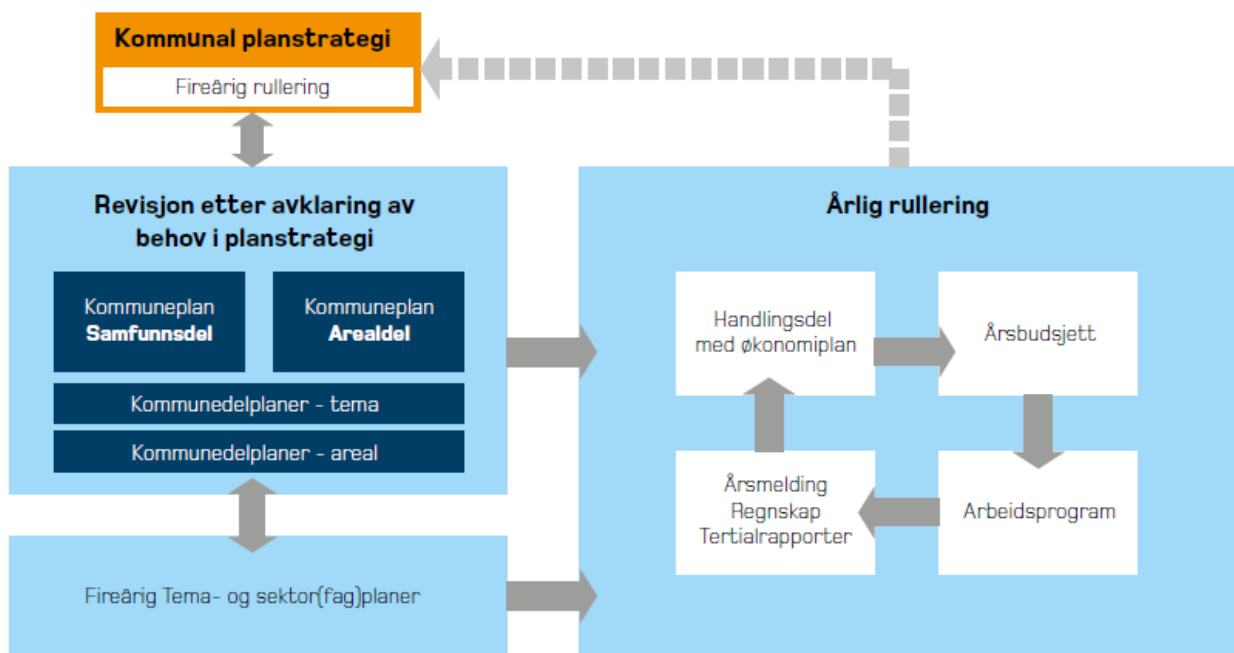 Kommunal planstrategi
Fireårig rullering
Revisjon etter avklaring av
behov i planstrategi
Kommuneplan
Samfunnsdel
Kommuneplan
Arealdel
Kommunedelplaner - tema
Kommunedelplaner - areal
Fireårig Tema- og sektor(fag)planer
Årlig rullering
Handlingsdel
med økonomiplan
Årsbudsjett
Årsmelding
Regnskap
Tertialrapporter
Arbeidsprogram